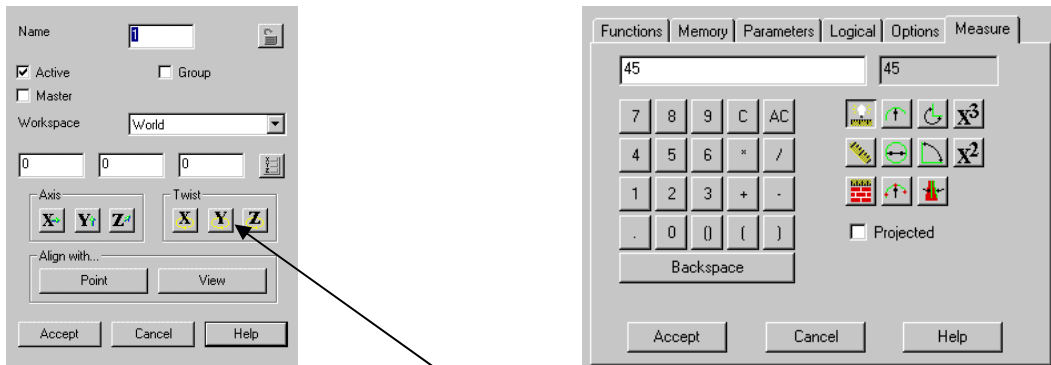 Name 1
Active Group
Master
Workspace World
0 0 0
Axis Twist
X Y Z X Y Z
Align with...
Point View
Accept Cancel Help
Functions Memory Parameters Logical Options Measure
45 45
7 8 9 C AC X3
4 5 6 * / X2
1 2 3 + -
. 0 () ( )
Projected
Backspace
Accept Cancel Help